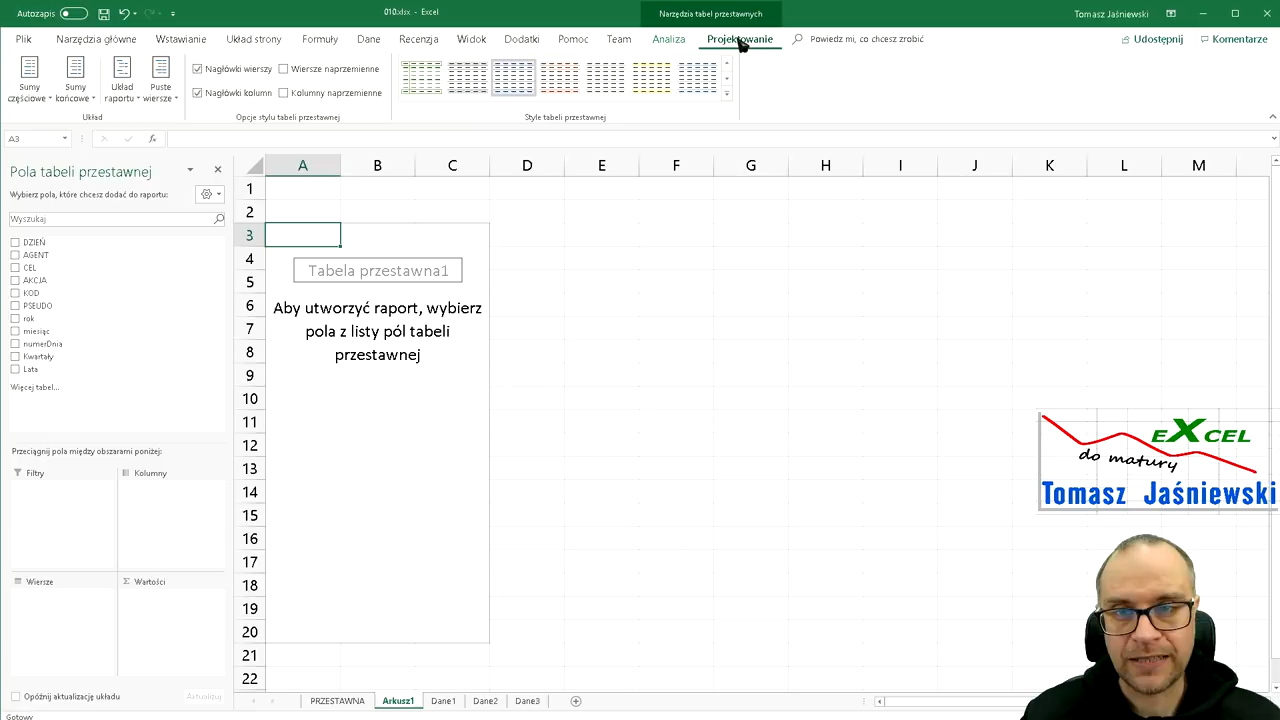 Autozapis
010.xlsx - Excel
Narzędzia tabel przestawnych
Tomasz Jaśniewski
Plik
Narzędzia główne
Wstawianie
Układ strony
Formuły
Dane
Recenzja
Widok
Dodatki
Pomoc
Team
Analiza
Projektowanie
Powiedz mi, co chcesz zrobić
Udostępnij
Komentarze
Sumy
częściowe
Sumy
końcowe
Układ
raportu
Puste
wiersze
Nagłówki wierszy
Wiersze naprzemienne
Nagłówki kolumn
Kolumny naprzemienne
Układ
Opcje stylu tabeli przestawnej
Style tabeli przestawnej
A3
fx
Pola tabeli przestawnej
Wybierz pola, które chcesz dodać do raportu:
Wyszukaj
DZIEŃ
AGENT
CEL
AKCJA
KOD
PSEUDO
rok
miesiąc
numerDnia
Kwartały
Lata
Więcej tabel...
Przeciągnij pola między obszarami poniżej:
Filtry
Kolumny
Wiersze
Σ Wartości
Opóźnij aktualizację układu
Aktualizuj
A B C D E F G H I J K L M
1
2
3
4
5
6
7
8
9
10
11
12
13
14
15
16
17
18
19
20
21
22
Tabela przestawna1
Aby utworzyć raport, wybierz
pola z listy pól tabeli
przestawnej
EXCEL
do matury
Tomasz Jaśniewski
PRZESTAWNA
Arkusz1
Dane1
Dane2
Dane3
Gotowy